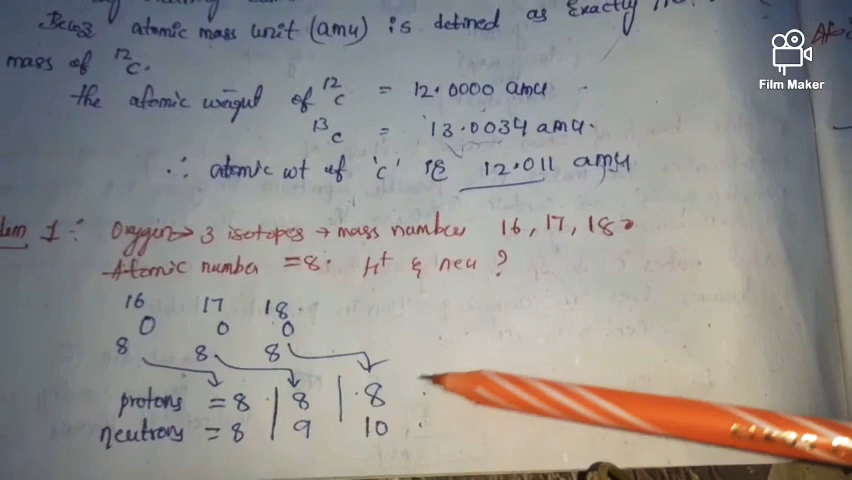 atomic mass unit (amu) is defined as Exactly
mass of 12C.
the atomic weight of 12C = 12.0000 amu
13C = 13.0034 amu.
∴ atomic wt of 'C' is 12.011 amu
1 : Oxygen → 3 isotopes → mass number 16, 17, 18.
Atomic number = 8. H+ & neu ?
16 17 18
O O O
8 8 8
protons = 8 | 8 | 8
neutrons = 8 | 9 10
Film Maker